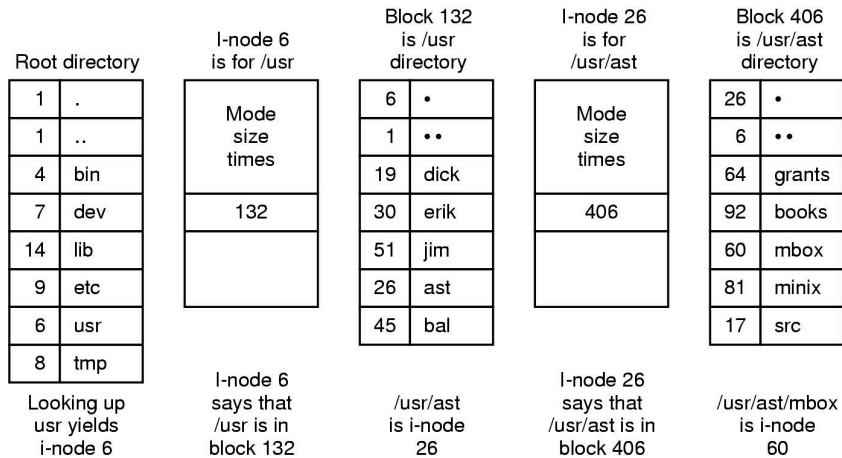 Root directory
1 .
1 ..
4 bin
7 dev
14 lib
9 etc
6 usr
8 tmp
Looking up
usr yields
i-node 6
I-node 6
is for /usr
Mode
size
times
132
I-node 6
says that
/usr is in
block 132
Block 132
is /usr
directory
6 •
1 ••
19 dick
30 erik
51 jim
26 ast
45 bal
/usr/ast
is i-node
26
I-node 26
is for
/usr/ast
Mode
size
times
406
I-node 26
says that
/usr/ast is in
block 406
Block 406
is /usr/ast
directory
26 •
6 ••
64 grants
92 books
60 mbox
81 minix
17 src
/usr/ast/mbox
is i-node
60